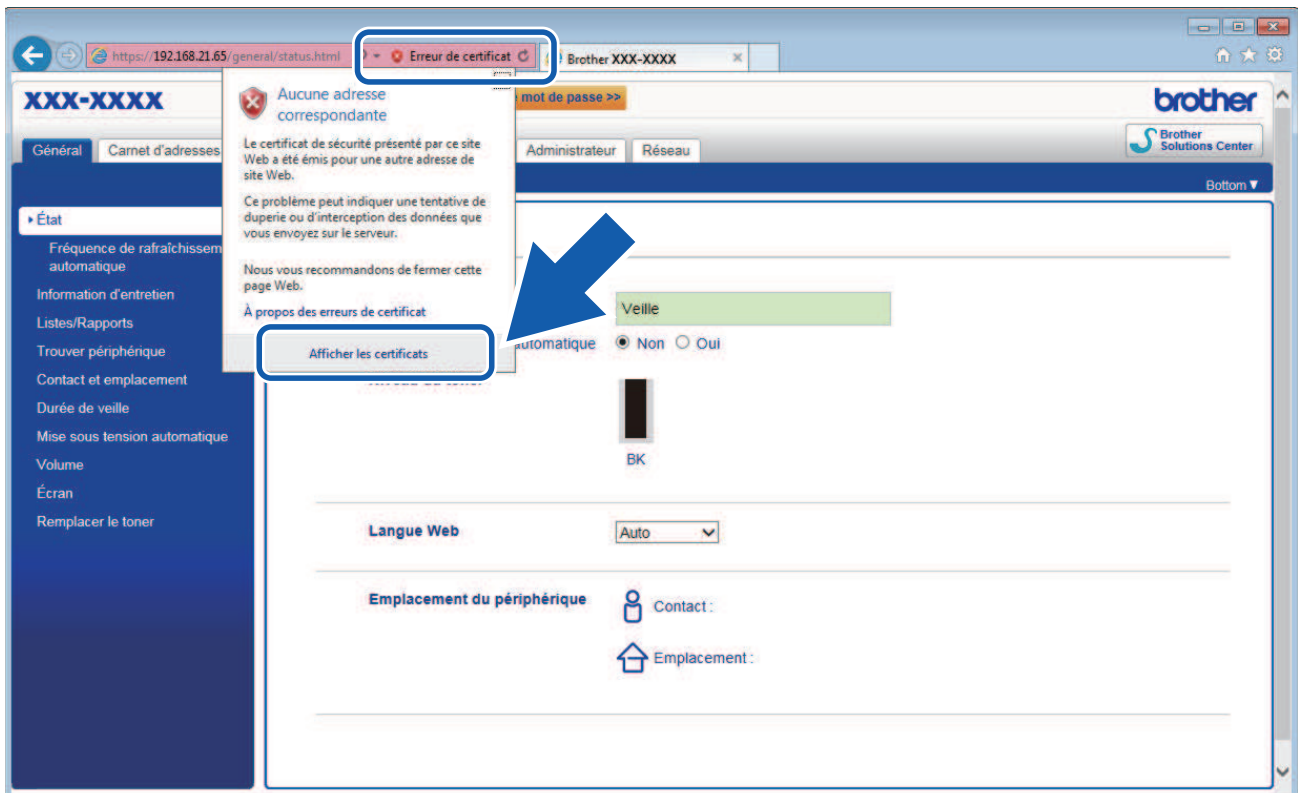 https://192.168.21.65/general/status.html
Erreur de certificat
Brother XXX-XXXX
XXX-XXXX
mot de passe >>
brother
Brother
Solutions Center
Général
Carnet d'adresses
Administrateur
Réseau
Bottom▼
Aucune adresse
correspondante
Le certificat de sécurité présenté par ce site
Web a été émis pour une autre adresse de
site Web.
Ce problème peut indiquer une tentative de
duperie ou d'interception des données que
vous envoyez sur le serveur.
Nous vous recommandons de fermer cette
page Web.
À propos des erreurs de certificat
Afficher les certificats
État
Fréquence de rafraîchissem
automatique
Information d'entretien
Listes/Rapports
Trouver périphérique
Contact et emplacement
Durée de veille
Mise sous tension automatique
Volume
Écran
Remplacer le toner
Veille
automatique
Non
Oui
BK
Langue Web
Auto
Emplacement du périphérique
Contact :
Emplacement :